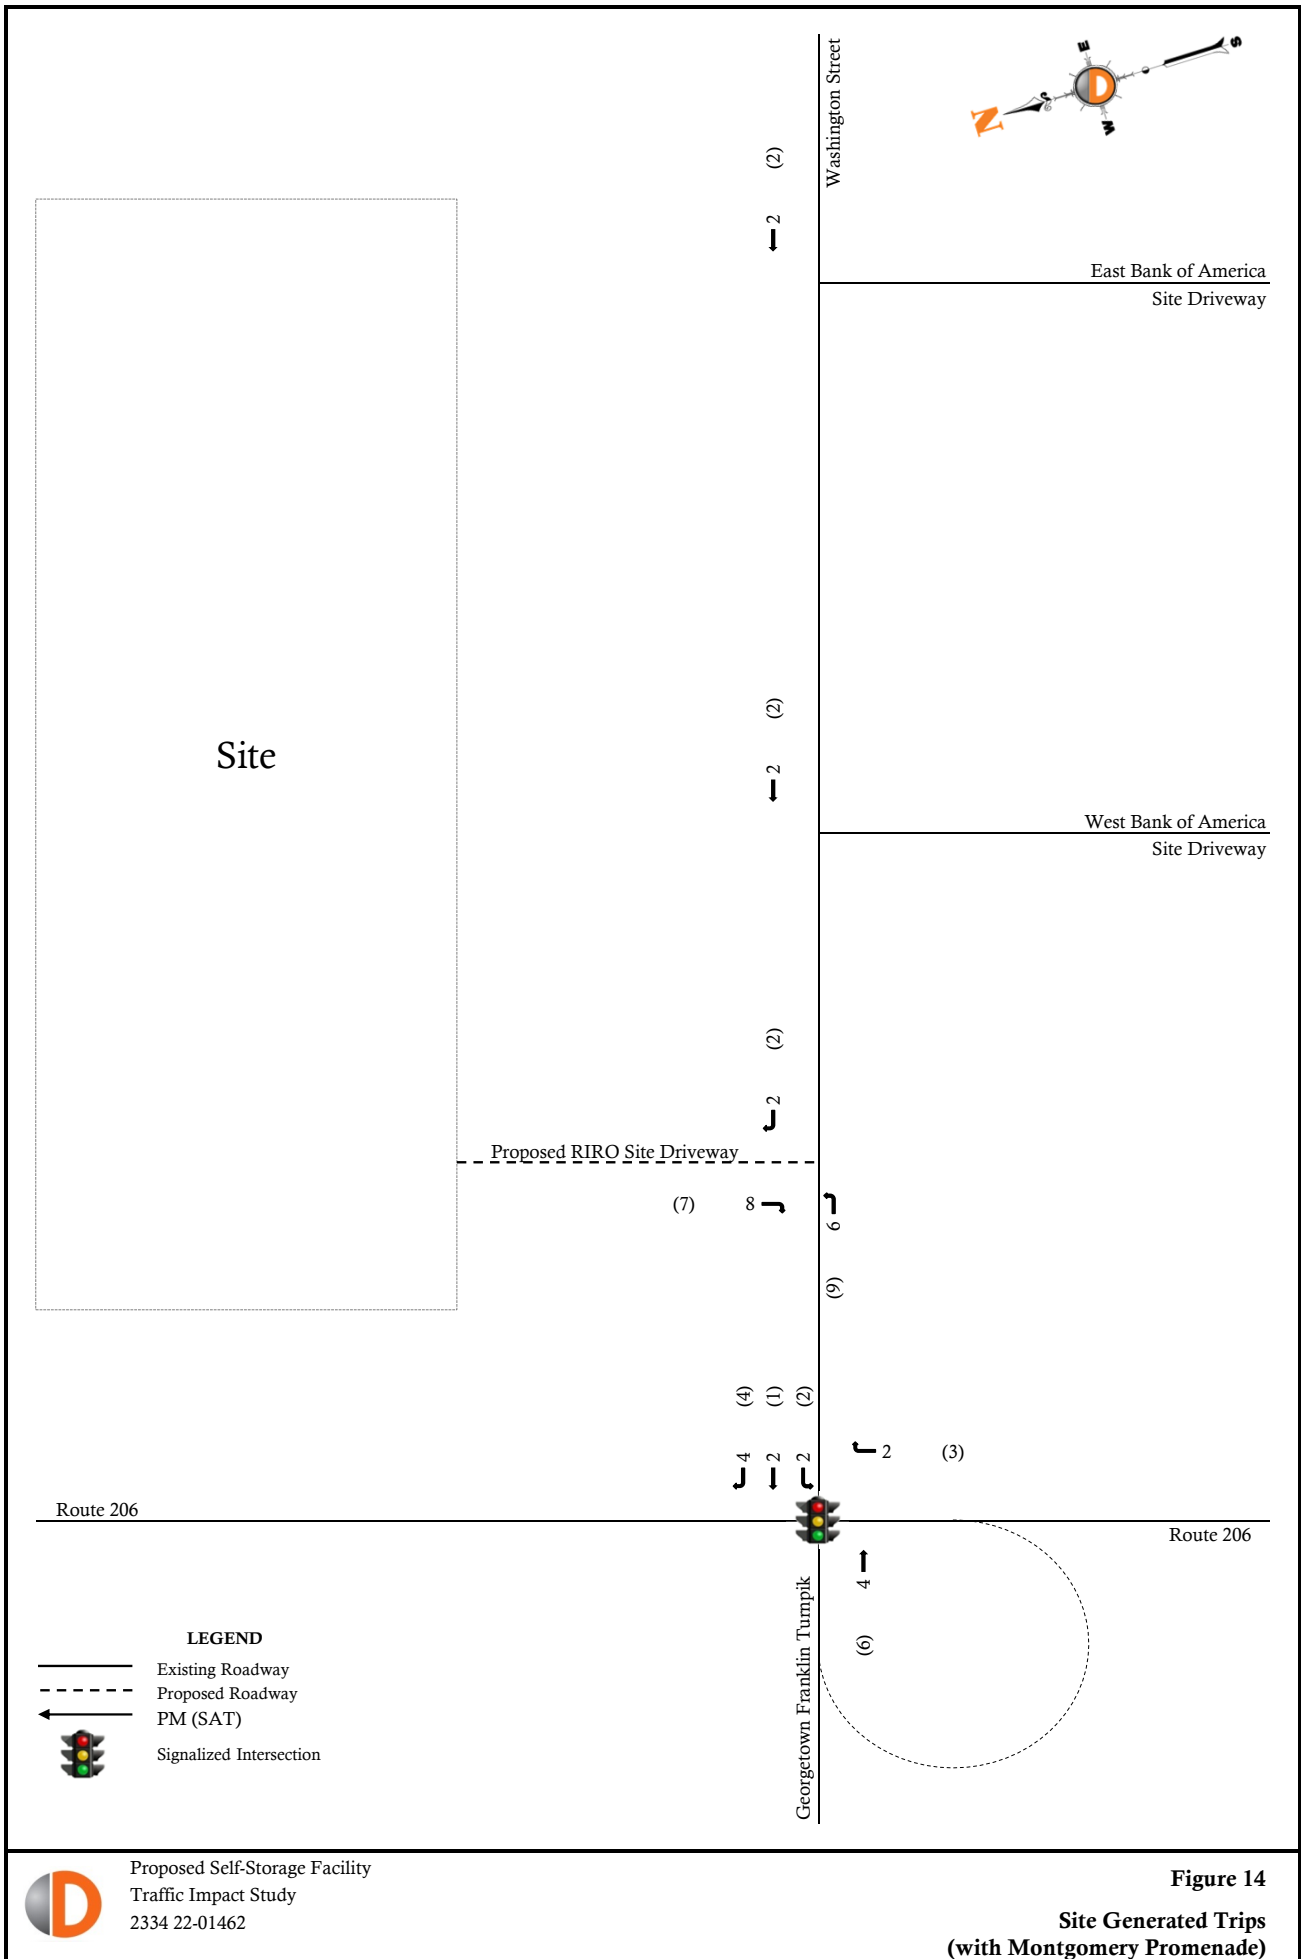 Washington Street
E
S
D
N
W
(2)
2
East Bank of America
Site Driveway
(2)
2
Site
West Bank of America
Site Driveway
(2)
2
Proposed RIRO Site Driveway
(7) 8
6
(9)
(4) (1) (2)
4 2 2
2 (3)
Route 206
Route 206
4
(6)
Georgetown Franklin Turnpik
LEGEND
Existing Roadway
Proposed Roadway
PM (SAT)
Signalized Intersection
D
Proposed Self-Storage Facility
Traffic Impact Study
2334 22-01462
Figure 14
Site Generated Trips
(with Montgomery Promenade)